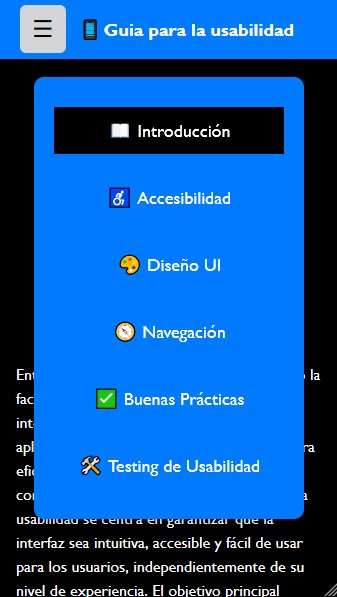 Guia para la usabilidad
Introducción
Accesibilidad
Diseño UI
Navegación
Buenas Prácticas
Testing de Usabilidad
la
usabilidad se centra en garantizar que la
interfaz sea intuitiva, accesible y fácil de usar
para los usuarios, independientemente de su
nivel de experiencia. El objetivo principal